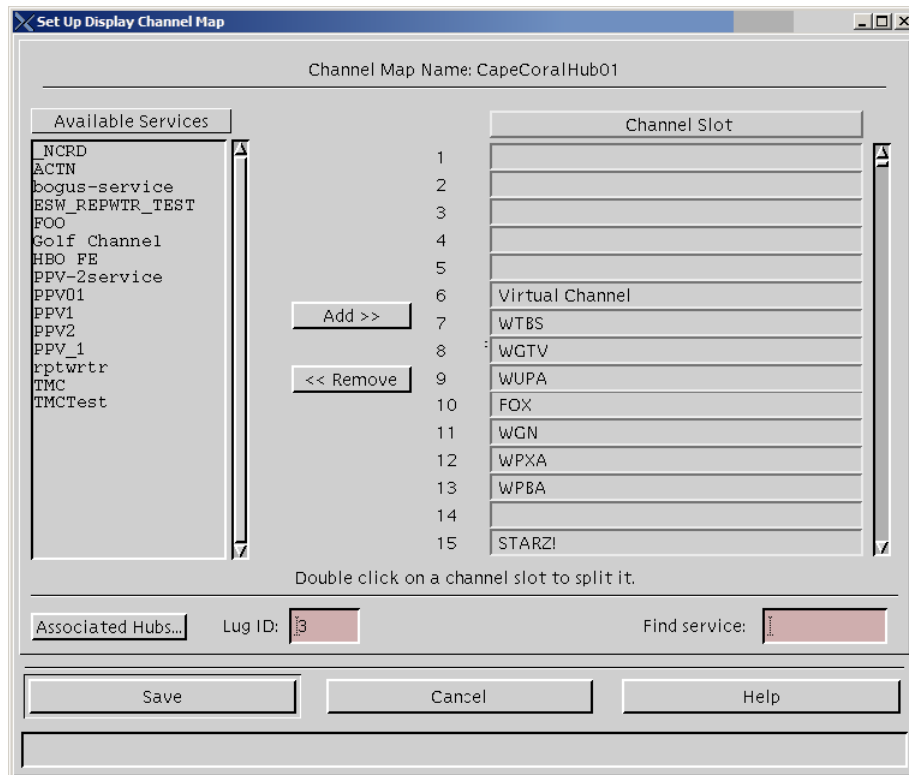 Set Up Display Channel Map
Channel Map Name: CapeCoralHub01
Available Services
_NCRD
ACTN
bogus-service
ESW_REPWTR_TEST
FOO
Golf Channel
HBO FE
PPV-2service
PPV01
PPV1
PPV2
PPV_1
rptwrtr
TMC
TMCTest
Add >>
<< Remove
Channel Slot
1
2
3
4
5
6 Virtual Channel
7 WTBS
8 WGTV
9 WUPA
10 FOX
11 WGN
12 WPXA
13 WPBA
14
15 STARZ!
Double click on a channel slot to split it.
Associated Hubs... Lug ID: 3 Find service:
Save Cancel Help